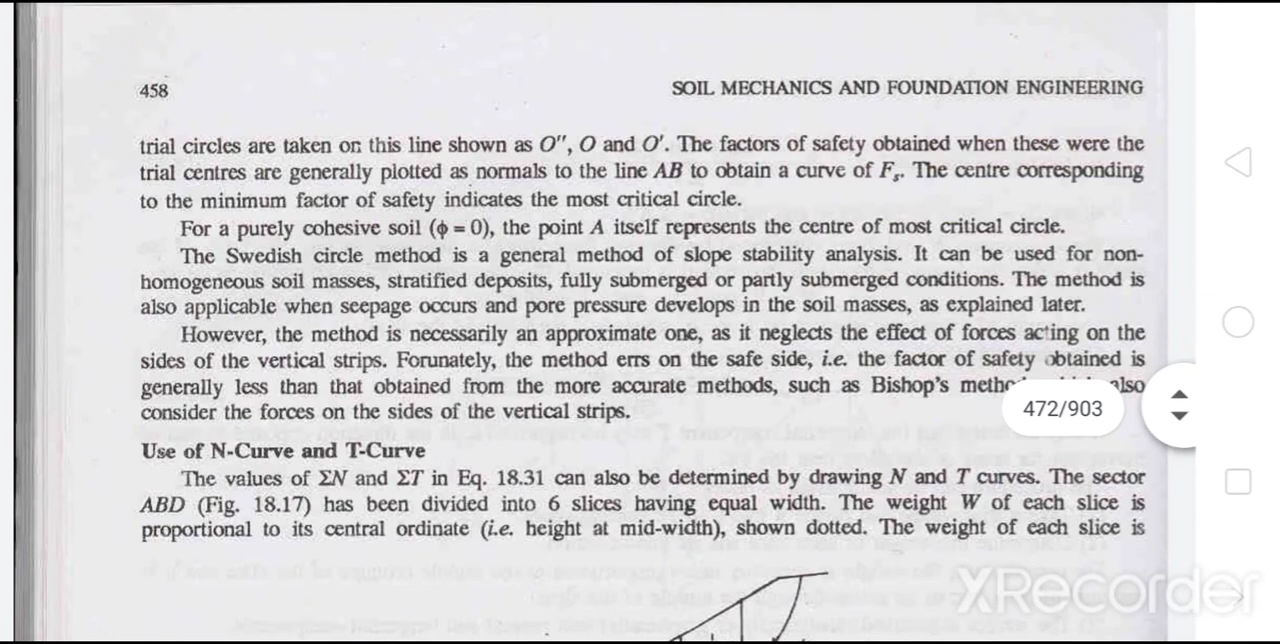 458
SOIL MECHANICS AND FOUNDATION ENGINEERING
trial circles are taken on this line shown as O", O and O'. The factors of safety obtained when these were the
trial centres are generally plotted as normals to the line AB to obtain a curve of Fs. The centre corresponding
to the minimum factor of safety indicates the most critical circle.
For a purely cohesive soil (ϕ = 0), the point A itself represents the centre of most critical circle.
The Swedish circle method is a general method of slope stability analysis. It can be used for non-
homogeneous soil masses, stratified deposits, fully submerged or partly submerged conditions. The method is
also applicable when seepage occurs and pore pressure develops in the soil masses, as explained later.
However, the method is necessarily an approximate one, as it neglects the effect of forces acting on the
sides of the vertical strips. Forunately, the method errs on the safe side, i.e. the factor of safety obtained is
generally less than that obtained from the more accurate methods, such as Bishop's also
472/903
consider the forces on the sides of the vertical strips.
Use of N-Curve and T-Curve
The values of ΣN and ΣT in Eq. 18.31 can also be determined by drawing N and T curves. The sector
ABD (Fig. 18.17) has been divided into 6 slices having equal width. The weight W of each slice is
proportional to its central ordinate (i.e. height at mid-width), shown dotted. The weight of each slice is
XRecorder